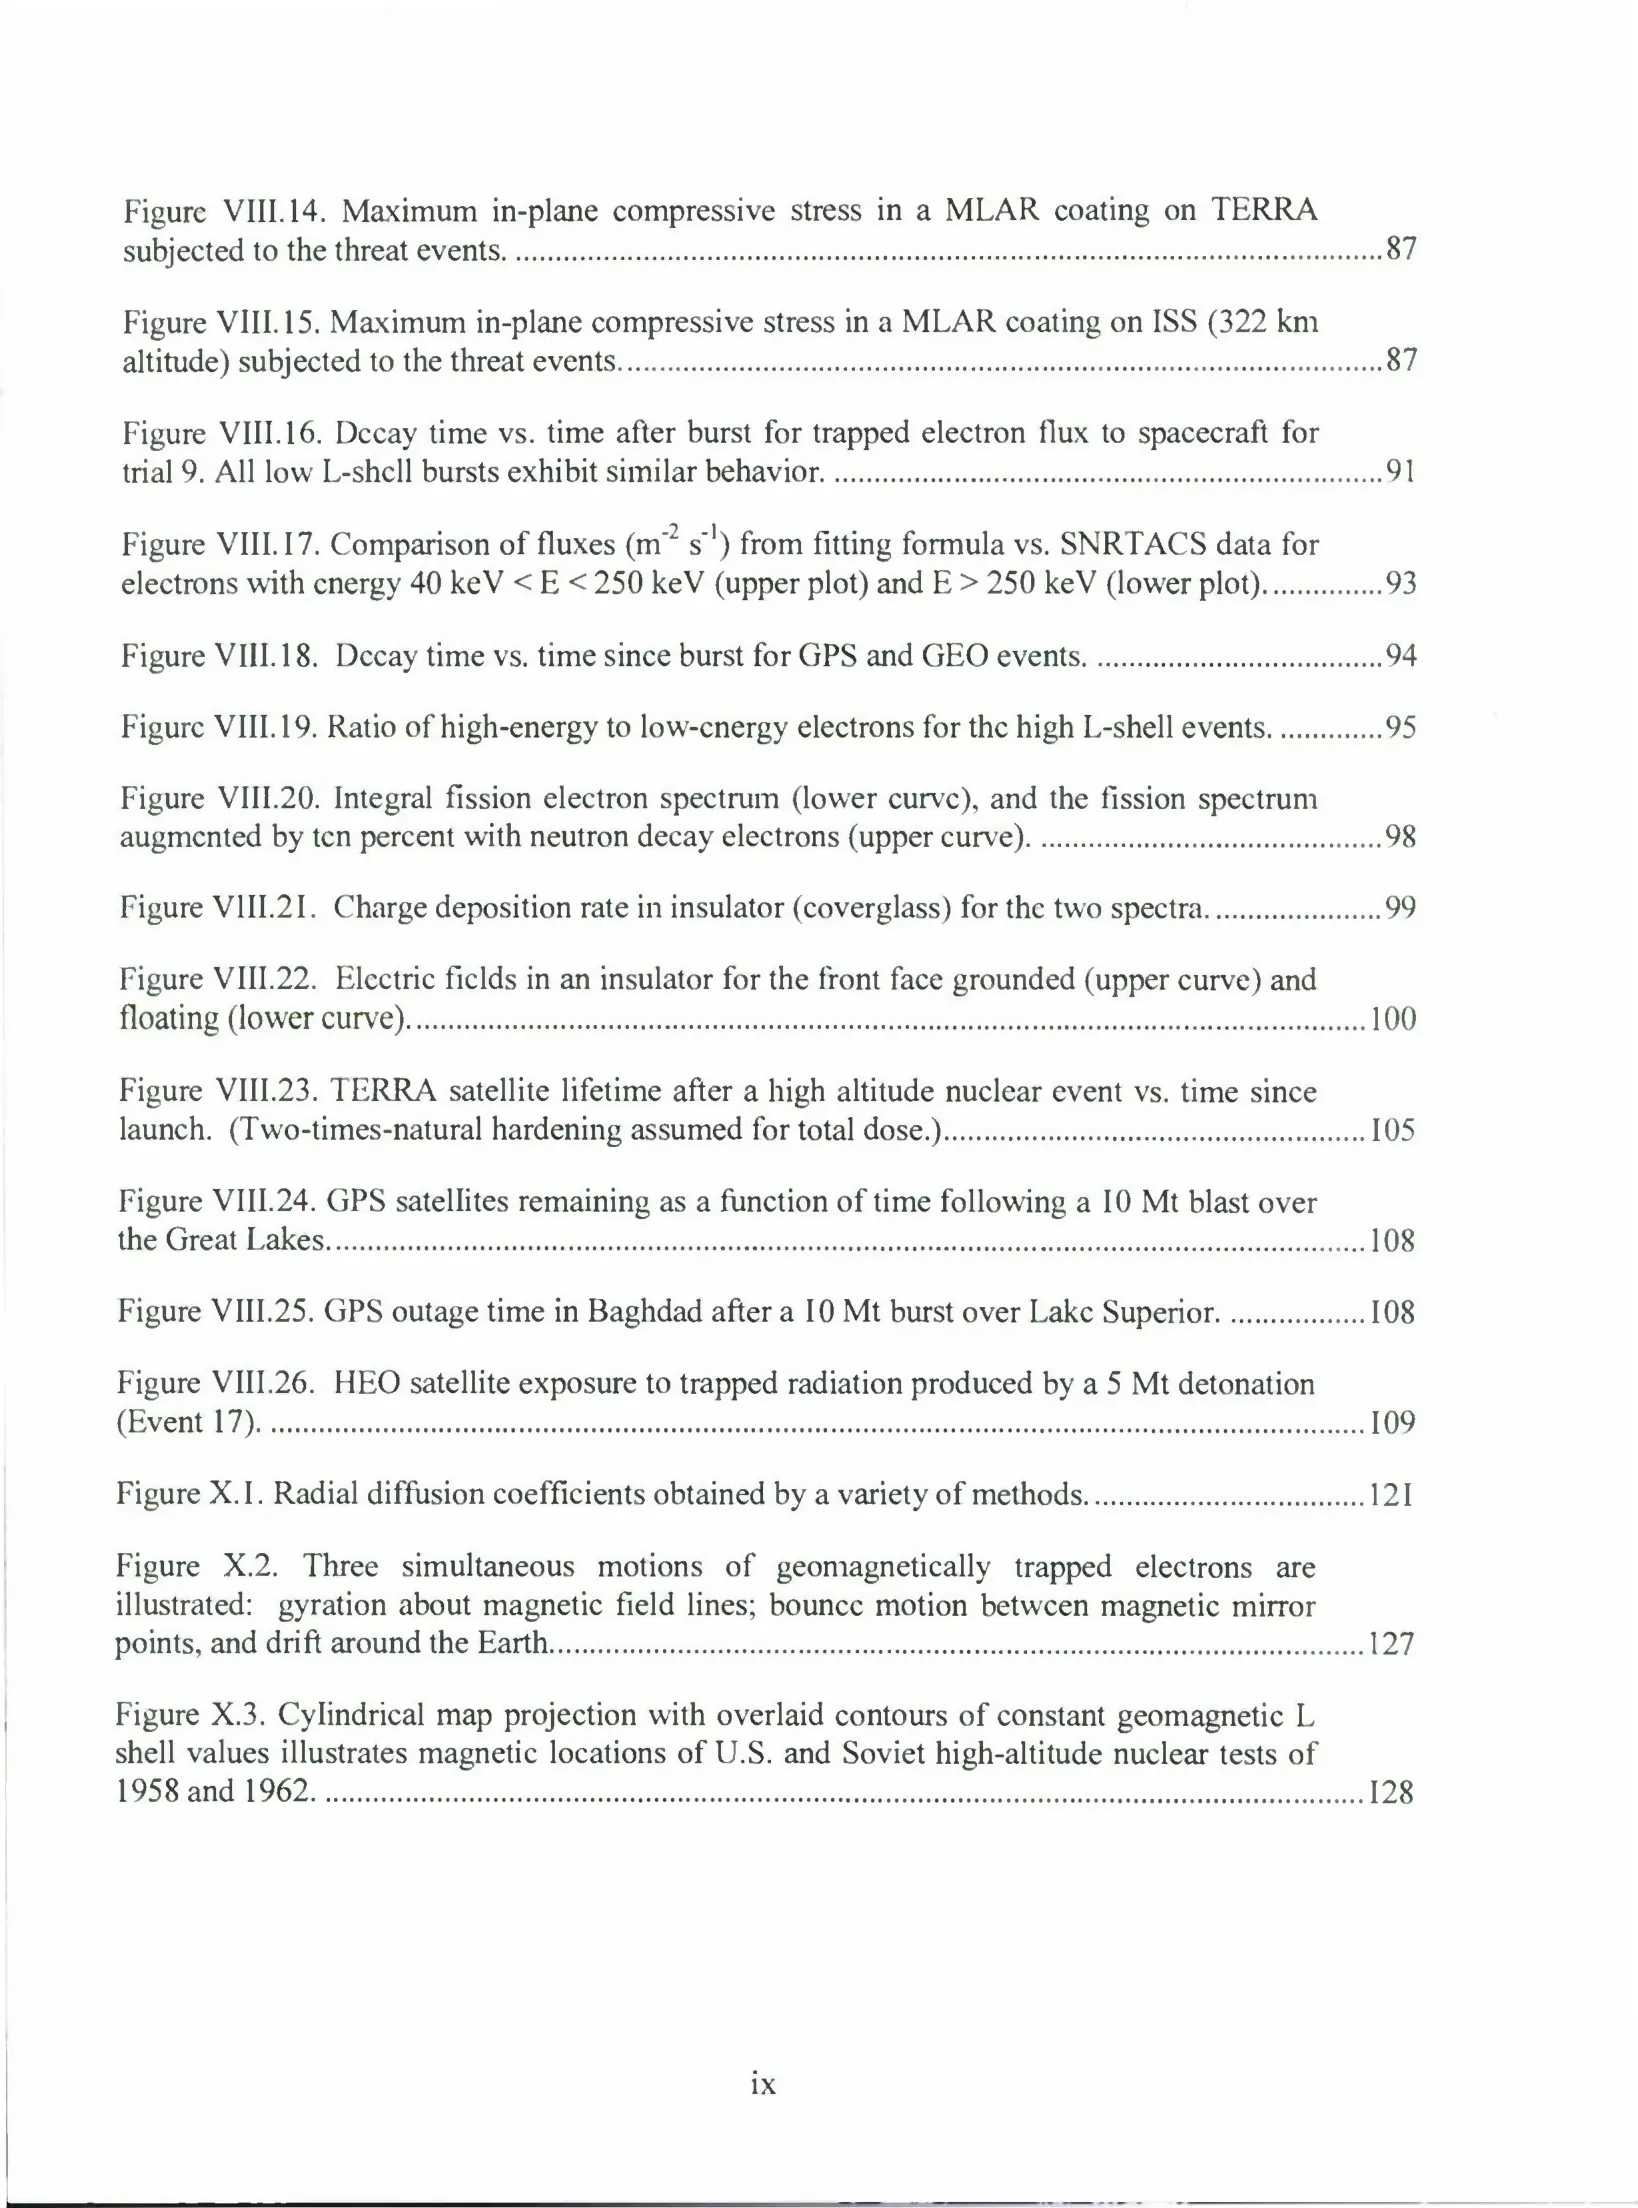 Figure VIII.14. Maximum in-plane compressive stress in a MLAR coating on TERRA
subjected to the threat events. ........ 87
Figure VIII.15. Maximum in-plane compressive stress in a MLAR coating on ISS (322 km
altitude) subjected to the threat events. ........ 87
Figure VIII.16. Decay time vs. time after burst for trapped electron flux to spacecraft for
trial 9. All low L-shell bursts exhibit similar behavior. ........ 91
Figure VIII.17. Comparison of fluxes (m⁻² s⁻¹) from fitting formula vs. SNRTACS data for
electrons with energy 40 keV < E < 250 keV (upper plot) and E > 250 keV (lower plot). ........ 93
Figure VIII.18. Decay time vs. time since burst for GPS and GEO events. ........ 94
Figure VIII.19. Ratio of high-energy to low-energy electrons for the high L-shell events. ........ 95
Figure VIII.20. Integral fission electron spectrum (lower curve), and the fission spectrum
augmented by ten percent with neutron decay electrons (upper curve). ........ 98
Figure VIII.21. Charge deposition rate in insulator (coverglass) for the two spectra. ........ 99
Figure VIII.22. Electric fields in an insulator for the front face grounded (upper curve) and
floating (lower curve). ........ 100
Figure VIII.23. TERRA satellite lifetime after a high altitude nuclear event vs. time since
launch. (Two-times-natural hardening assumed for total dose.) ........ 105
Figure VIII.24. GPS satellites remaining as a function of time following a 10 Mt blast over
the Great Lakes. ........ 108
Figure VIII.25. GPS outage time in Baghdad after a 10 Mt burst over Lake Superior. ........ 108
Figure VIII.26. HEO satellite exposure to trapped radiation produced by a 5 Mt detonation
(Event 17). ........ 109
Figure X.1. Radial diffusion coefficients obtained by a variety of methods. ........ 121
Figure X.2. Three simultaneous motions of geomagnetically trapped electrons are
illustrated: gyration about magnetic field lines; bounce motion between magnetic mirror
points, and drift around the Earth. ........ 127
Figure X.3. Cylindrical map projection with overlaid contours of constant geomagnetic L
shell values illustrates magnetic locations of U.S. and Soviet high-altitude nuclear tests of
1958 and 1962. ........ 128
ix